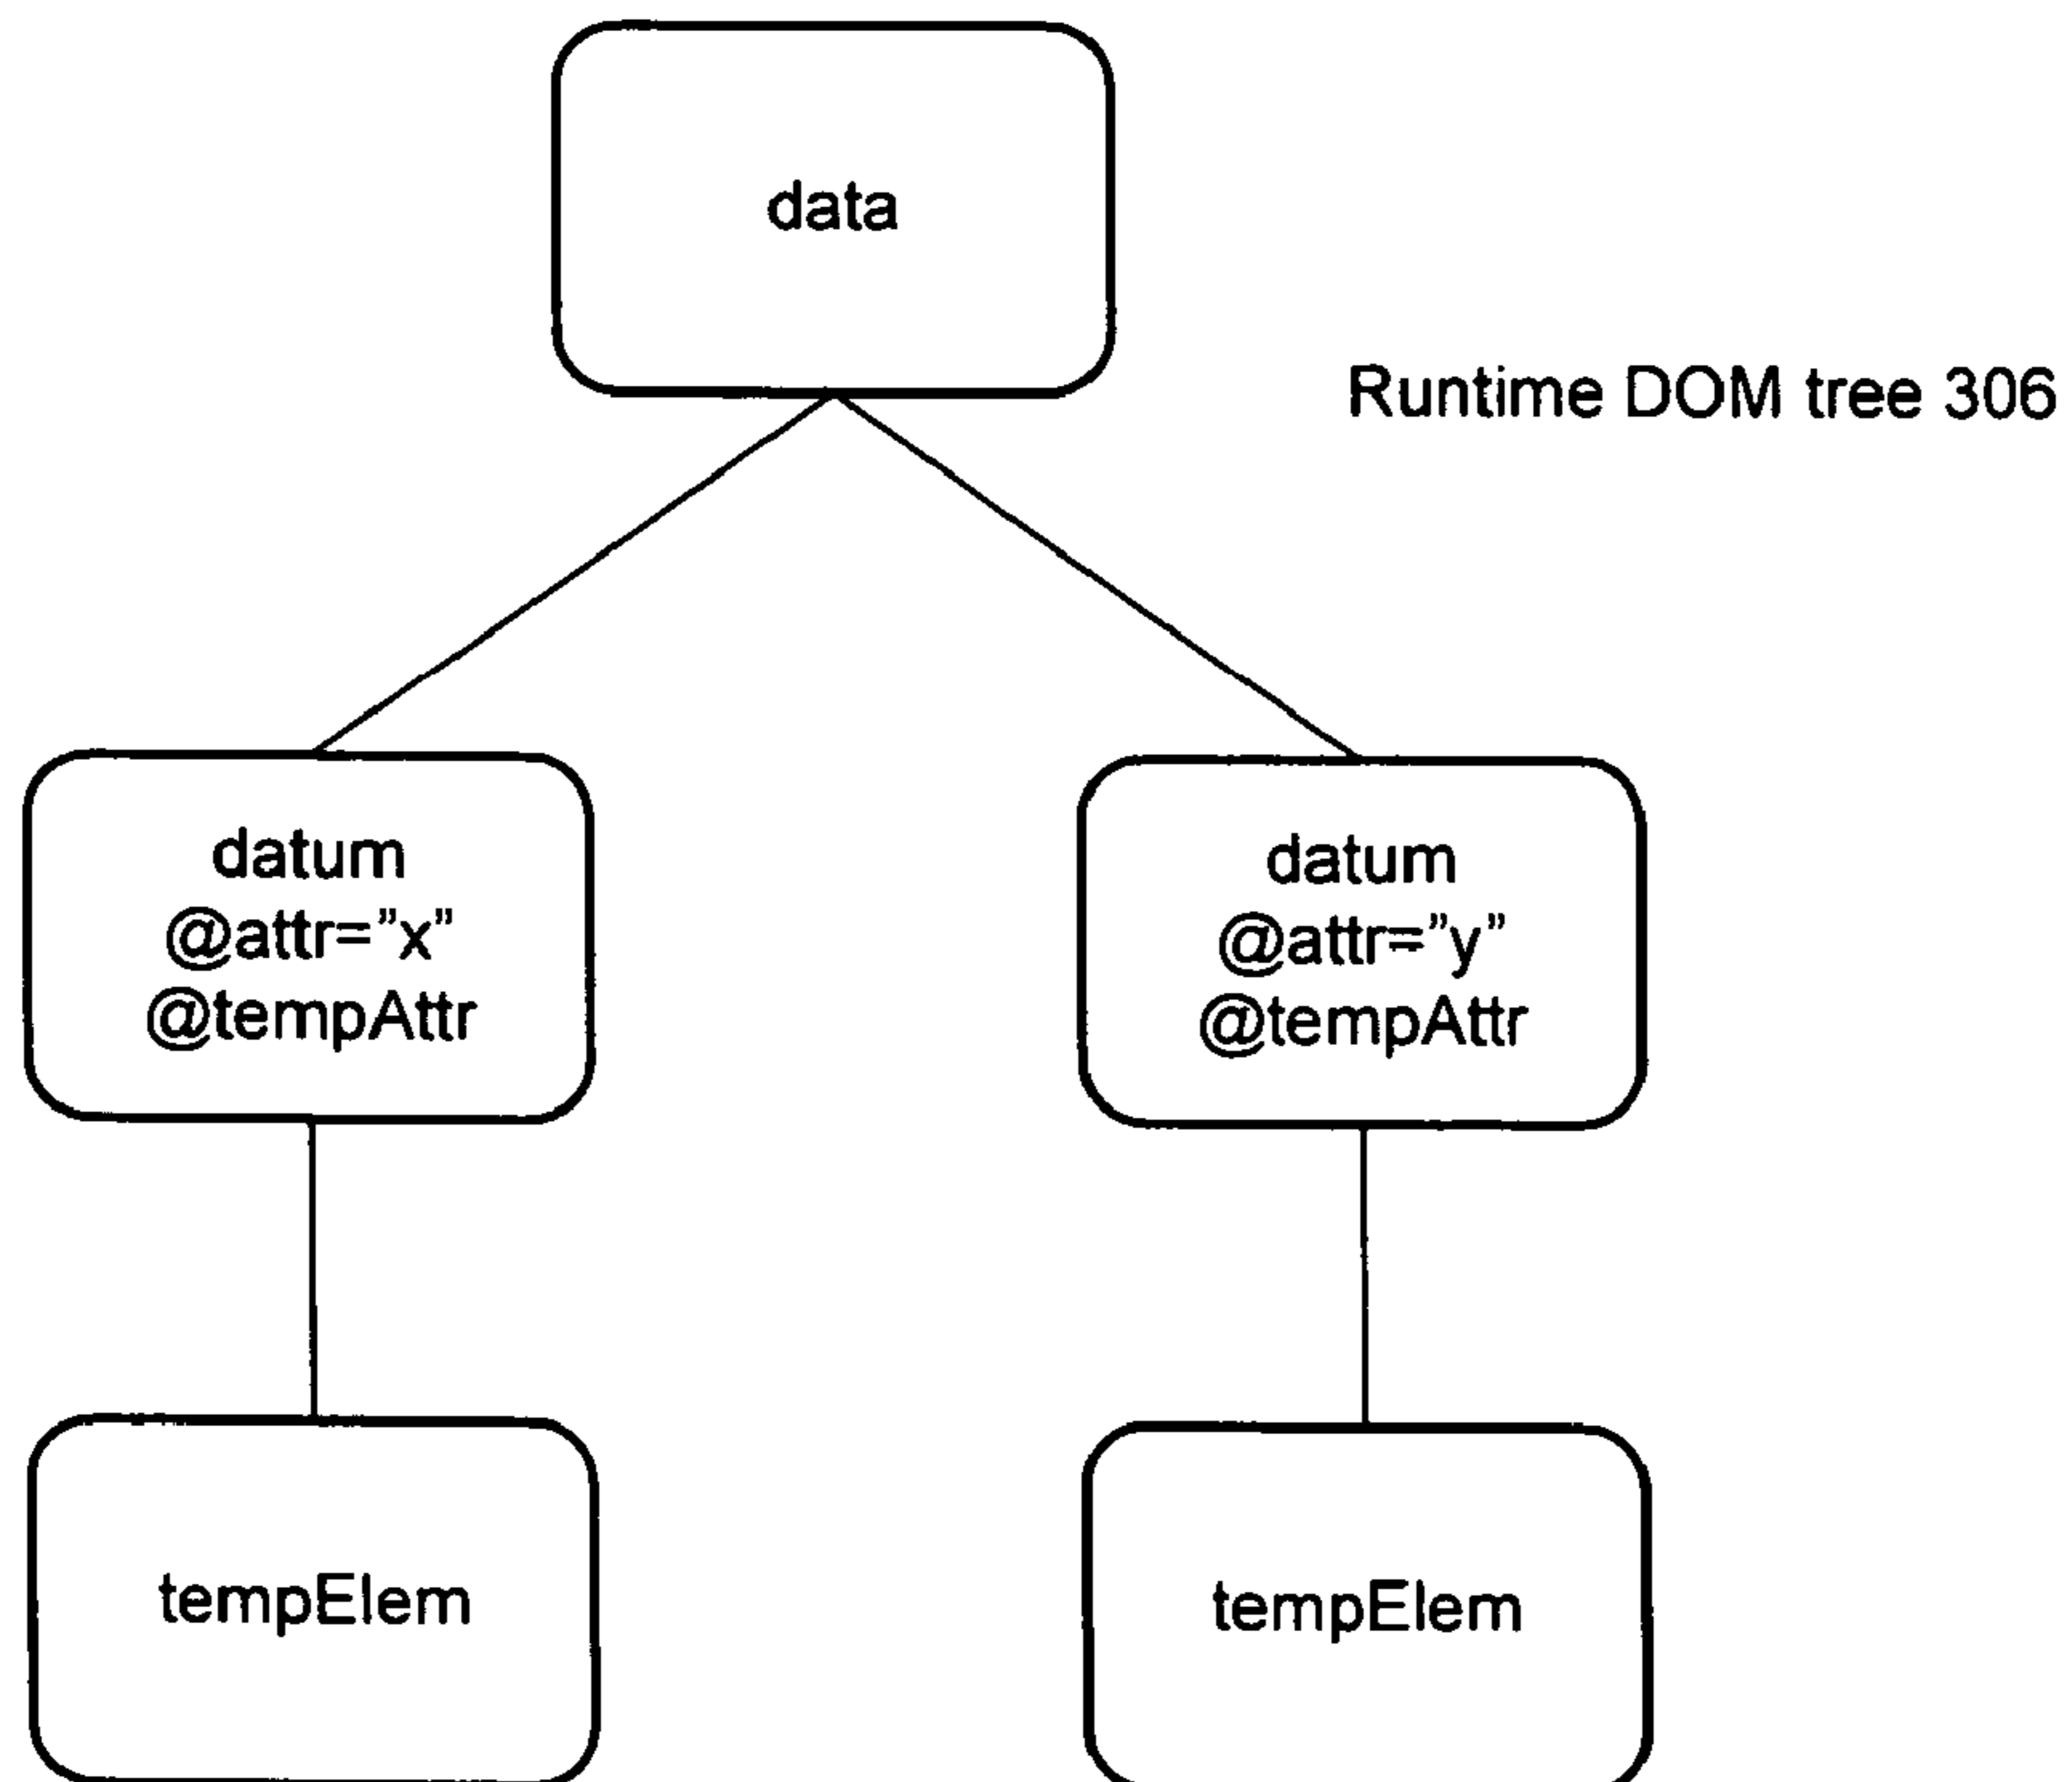 data
Runtime DOM tree 306
datum
@attr=”x”
@tempAttr
datum
@attr=”y”
@tempAttr
tempElem
tempElem